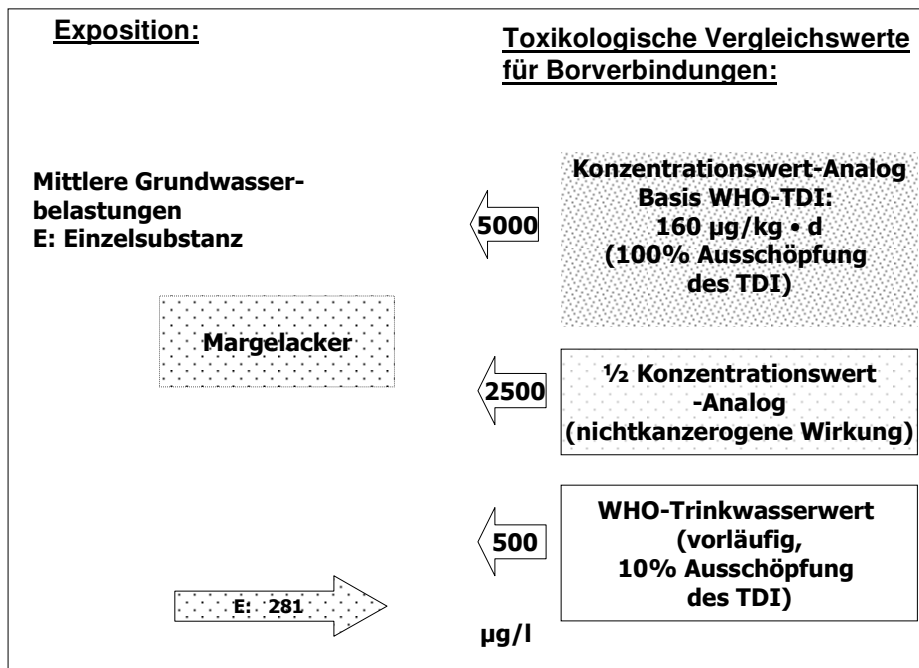 Exposition:
Toxikologische Vergleichswerte
für Borverbindungen:
Mittlere Grundwasser-
belastungen
E: Einzelsubstanz
Margelacker
E: 281
5000
Konzentrationswert-Analog
Basis WHO-TDI:
160 µg/kg • d
(100% Ausschöpfung
des TDI)
2500
½ Konzentrationswert
-Analog
(nichtkanzerogene Wirkung)
500
WHO-Trinkwasserwert
(vorläufig,
10% Ausschöpfung
des TDI)
µg/l